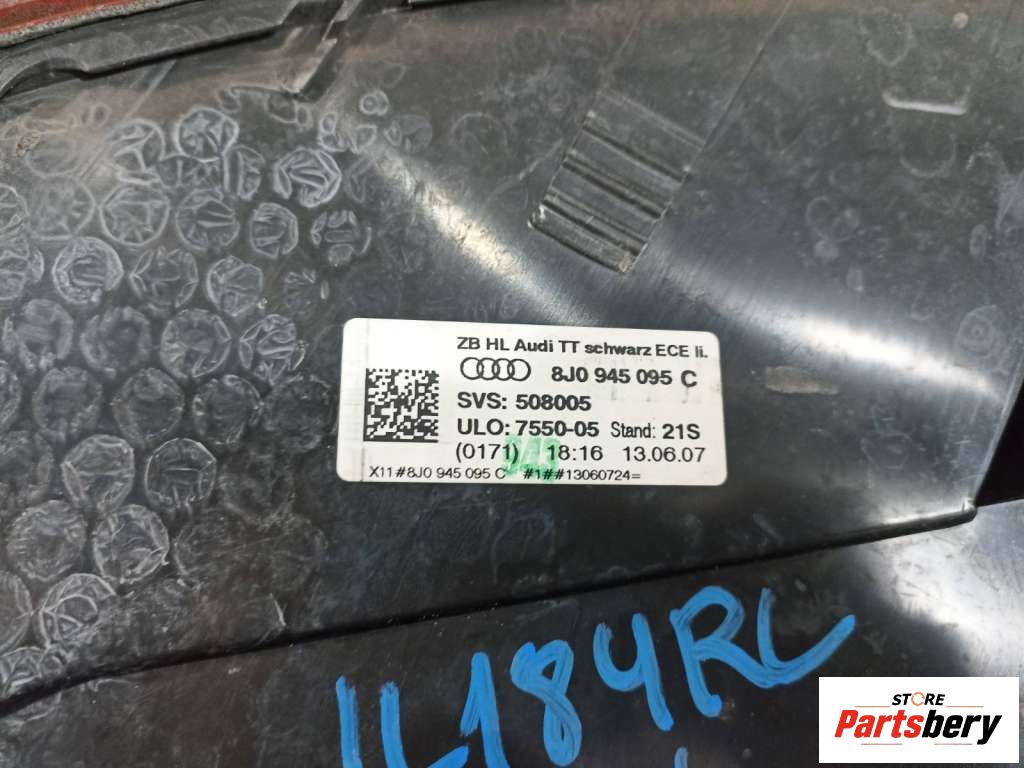 ZB HL Audi TT schwarz ECE li.
8J0 945 095 C
SVS: 508005
ULO: 7550-05 Stand: 21S
(0171) 18:16 13.06.07
X11#8J0 945 095 C #1##13060724=
1L184RL
STORE
Partsbery